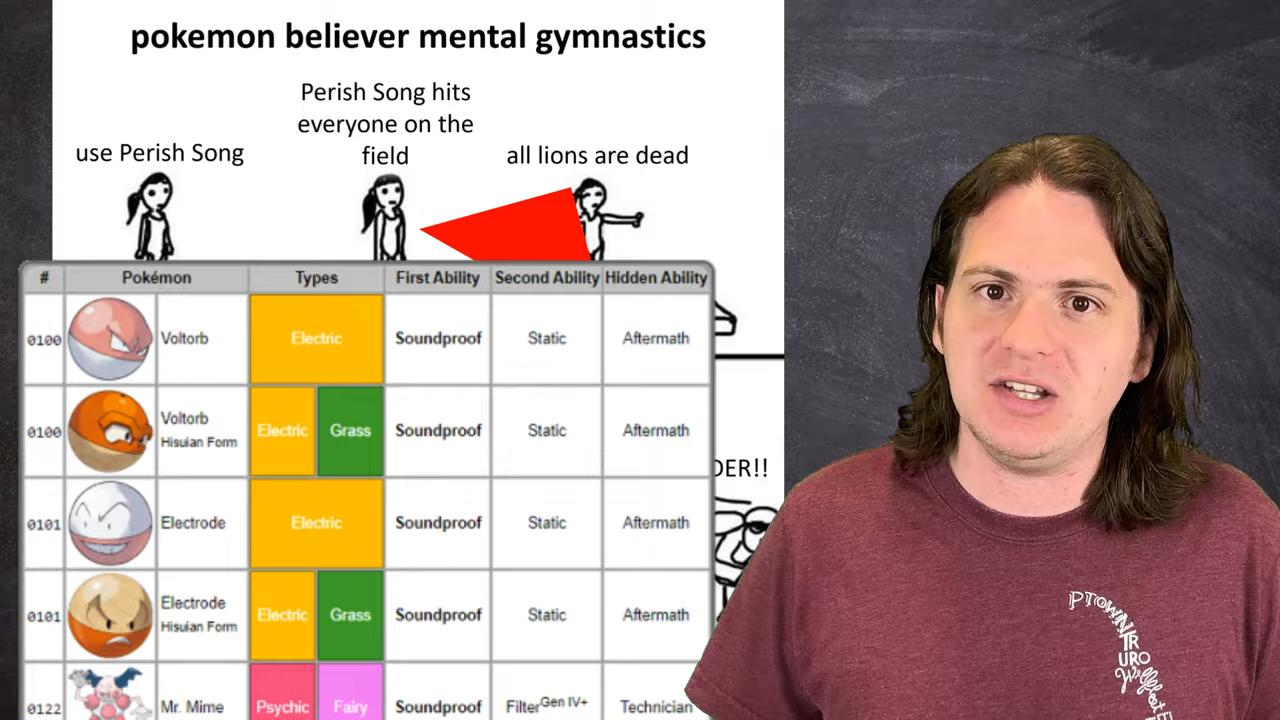 pokemon believer mental gymnastics
use Perish Song
Perish Song hits
everyone on the
field
all lions are dead
DER!!
# Pokémon Types First Ability Second Ability Hidden Ability
0100 Voltorb Electric Soundproof Static Aftermath
0100 Voltorb Hisuian Form Electric Grass Soundproof Static Aftermath
0101 Electrode Electric Soundproof Static Aftermath
0101 Electrode Hisuian Form Electric Grass Soundproof Static Aftermath
0122 Mr. Mime Psychic Fairy Soundproof Filter Gen IV+ Technician
PTOWN
TR
URO